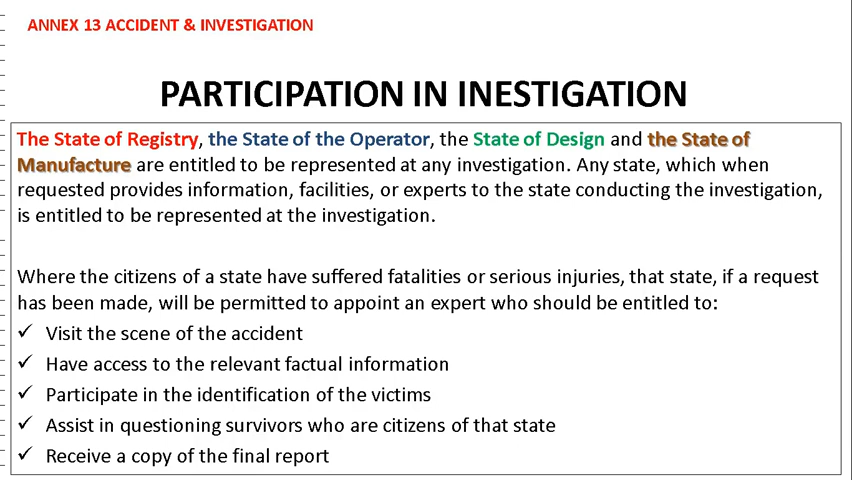 ANNEX 13 ACCIDENT & INVESTIGATION
PARTICIPATION IN INESTIGATION
The State of Registry, the State of the Operator, the State of Design and the State of
Manufacture are entitled to be represented at any investigation. Any state, which when
requested provides information, facilities, or experts to the state conducting the investigation,
is entitled to be represented at the investigation.
Where the citizens of a state have suffered fatalities or serious injuries, that state, if a request
has been made, will be permitted to appoint an expert who should be entitled to:
✓ Visit the scene of the accident
✓ Have access to the relevant factual information
✓ Participate in the identification of the victims
✓ Assist in questioning survivors who are citizens of that state
✓ Receive a copy of the final report